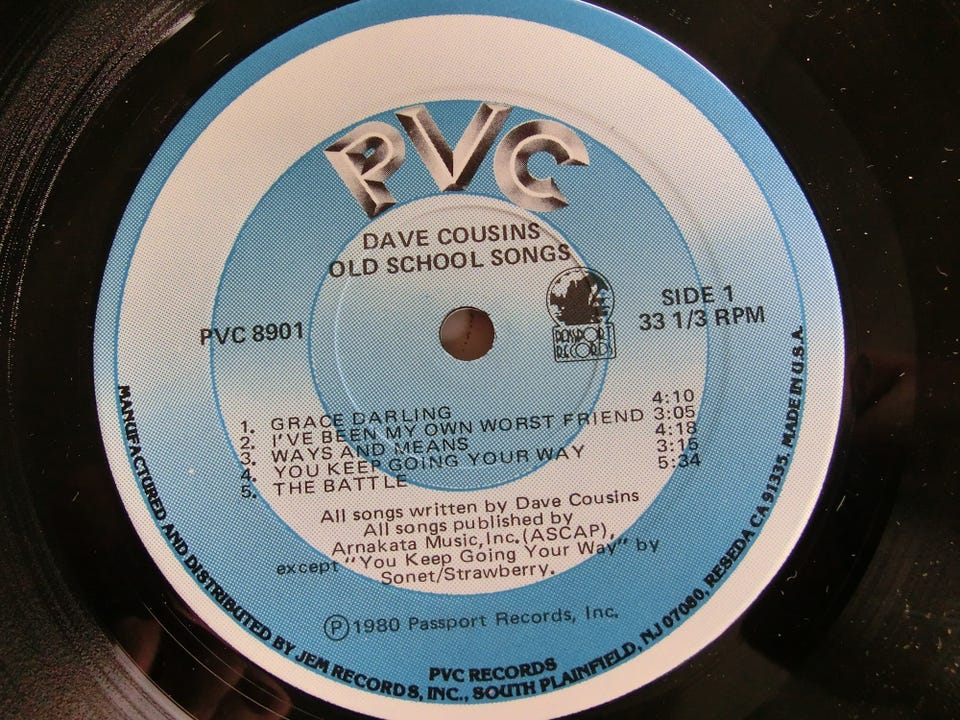 PVC
DAVE COUSINS
OLD SCHOOL SONGS
PVC 8901
PASSPORT
RECORDS
SIDE 1
33 1/3 RPM
1. GRACE DARLING 4:10
2. I'VE BEEN MY OWN WORST FRIEND 3:05
3. WAYS AND MEANS 4:18
4. YOU KEEP GOING YOUR WAY 3:15
5. THE BATTLE 5:34
All songs written by Dave Cousins
All songs published by
Arnakata Music, Inc. (ASCAP),
except "You Keep Going Your Way" by
Sonet/Strawberry.
Ⓟ1980 Passport Records, Inc.
PVC RECORDS
MANUFACTURED AND DISTRIBUTED BY JEM RECORDS, INC., SOUTH PLAINFIELD, NJ 07080, RESEDA CA 91335. MADE IN U.S.A.